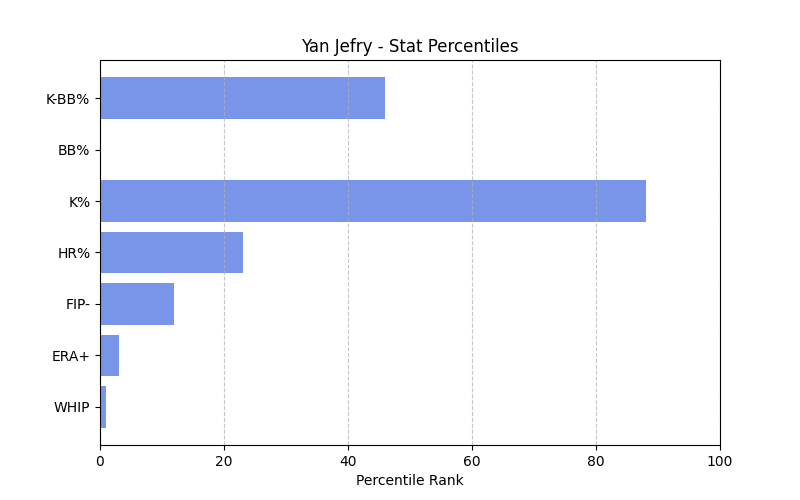 Yan Jefry - Stat Percentiles
K-BB%
BB%
K%
HR%
FIP-
ERA+
WHIP
0 20 40 60 80 100
Percentile Rank